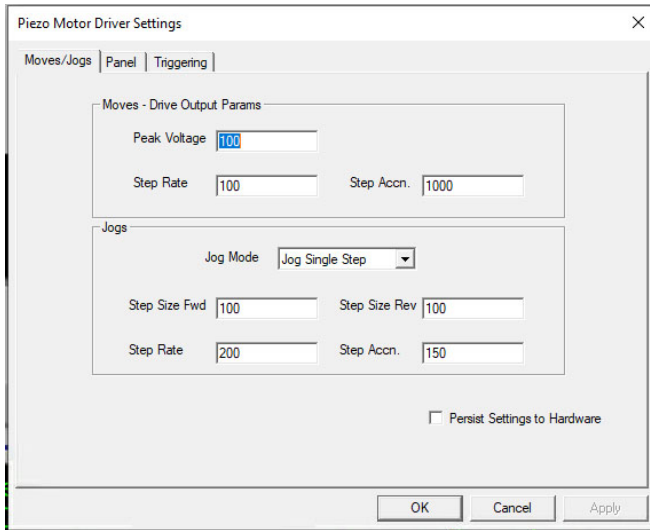 Piezo Motor Driver Settings
Moves/Jogs Panel Triggering
Moves - Drive Output Params
Peak Voltage 100
Step Rate 100 Step Accn. 1000
Jogs
Jog Mode Jog Single Step
Step Size Fwd 100 Step Size Rev 100
Step Rate 200 Step Accn. 150
Persist Settings to Hardware
OK Cancel Apply